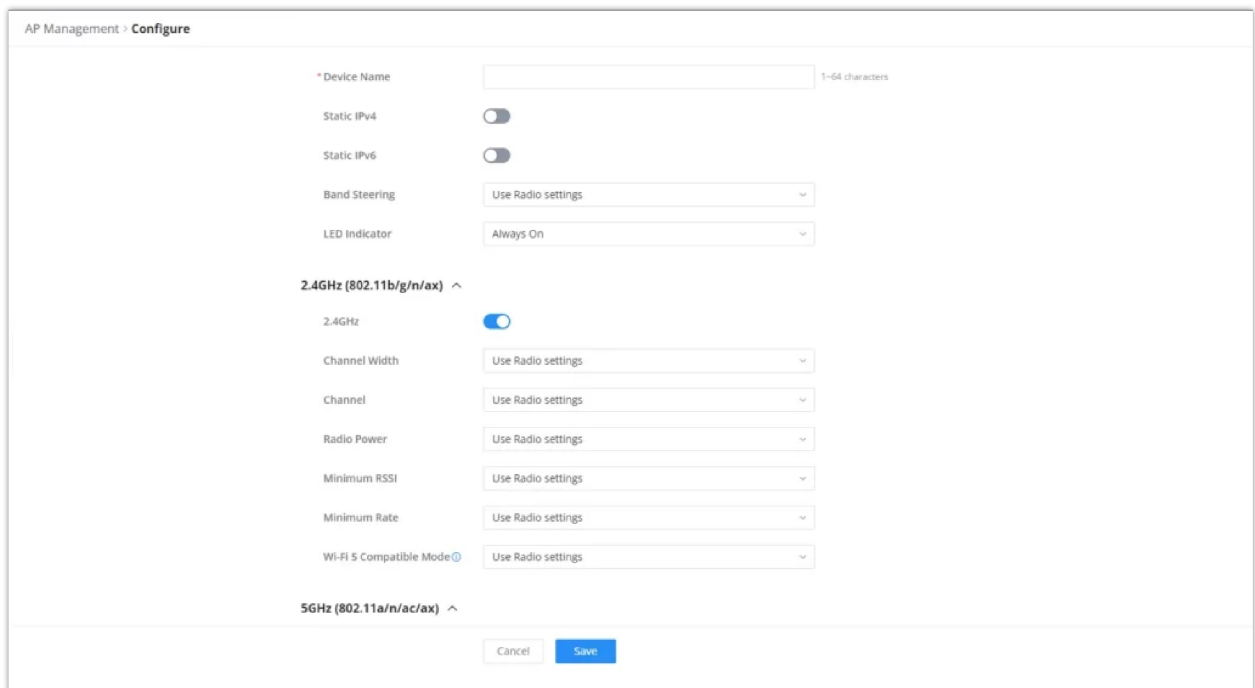 AP Management > Configure
* Device Name 1~64 characters
Static IPv4
Static IPv6
Band Steering Use Radio settings
LED Indicator Always On
2.4GHz (802.11b/g/n/ax)
2.4GHz
Channel Width Use Radio settings
Channel Use Radio settings
Radio Power Use Radio settings
Minimum RSSI Use Radio settings
Minimum Rate Use Radio settings
Wi-Fi 5 Compatible Mode Use Radio settings
5GHz (802.11a/n/ac/ax)
Cancel Save